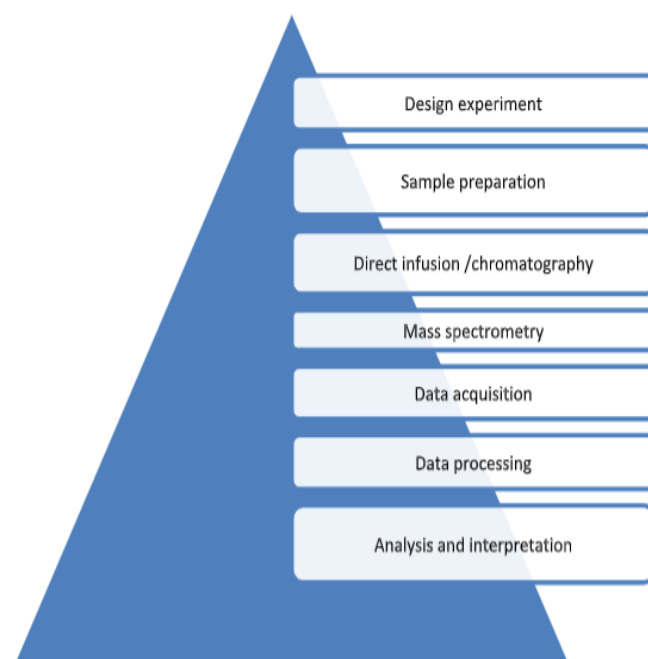 Design experiment
Sample preparation
Direct infusion /chromatography
Mass spectrometry
Data acquisition
Data processing
Analysis and interpretation